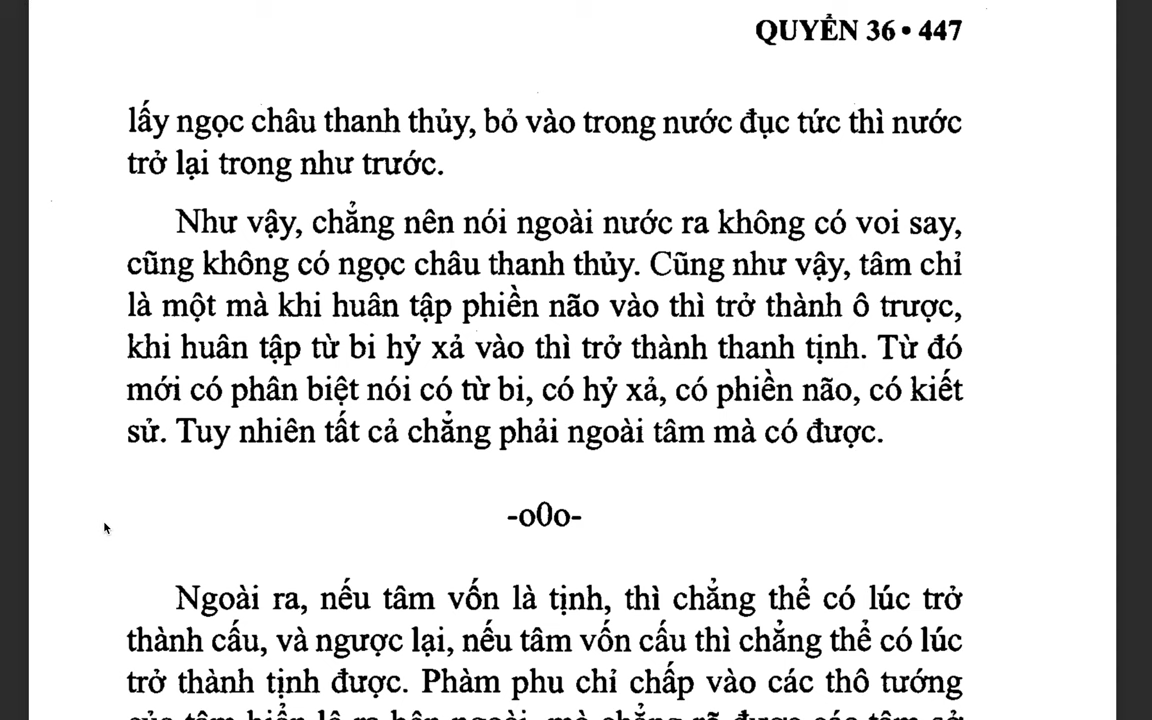 QUYỂN 36 • 447
lấy ngọc châu thanh thủy, bỏ vào trong nước đục tức thì nước
trở lại trong như trước.
Như vậy, chẳng nên nói ngoài nước ra không có voi say,
cũng không có ngọc châu thanh thủy. Cũng như vậy, tâm chỉ
là một mà khi huân tập phiền não vào thì trở thành ô trược,
khi huân tập từ bi hỷ xả vào thì trở thành thanh tịnh. Từ đó
mới có phân biệt nói có từ bi, có hỷ xả, có phiền não, có kiết
sử. Tuy nhiên tất cả chẳng phải ngoài tâm mà có được.
-o0o-
Ngoài ra, nếu tâm vốn là tịnh, thì chẳng thể có lúc trở
thành cấu, và ngược lại, nếu tâm vốn cấu thì chẳng thể có lúc
trở thành tịnh được. Phàm phu chỉ chấp vào các thô tướng